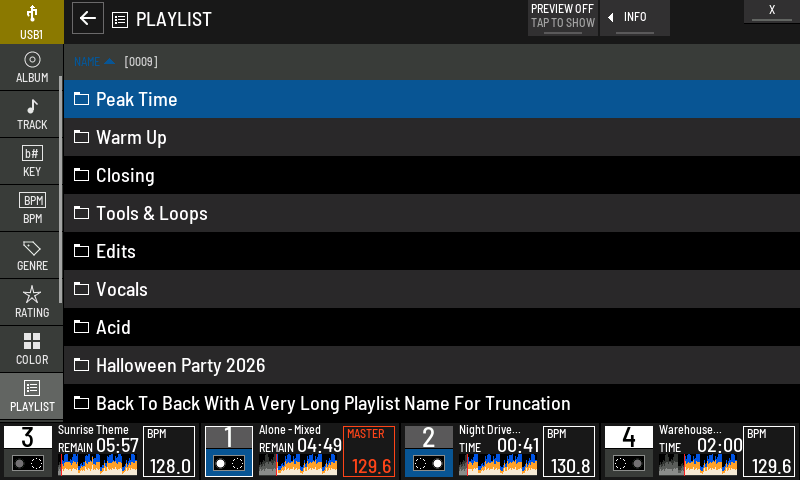 USB1
PLAYLIST
PREVIEW OFF
TAP TO SHOW
INFO
X
ALBUM
TRACK
b#
KEY
BPM
BPM
GENRE
RATING
COLOR
PLAYLIST
NAME [0009]
Peak Time
Warm Up
Closing
Tools & Loops
Edits
Vocals
Acid
Halloween Party 2026
Back To Back With A Very Long Playlist Name For Truncation
3
Sunrise Theme
REMAIN 05:57
BPM
128.0
1
Alone - Mixed
REMAIN 04:49
MASTER
129.6
2
Night Drive...
TIME 00:41
BPM
130.8
4
Warehouse...
TIME 02:00
BPM
129.6